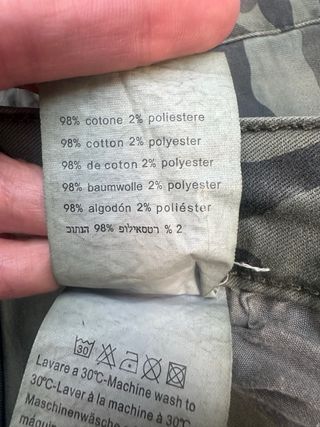 98% cotone 2% poliestere
98% cotton 2% polyester
98% de coton 2% polyester
98% baumwolle 2% polyester
98% algodón 2% poliéster
2 % רטסאילופ 98% הנתוכ
30
Lavare a 30°C-Machine wash to
30°C-Laver à la machine à 30°C
Maschinenwäsche
30°